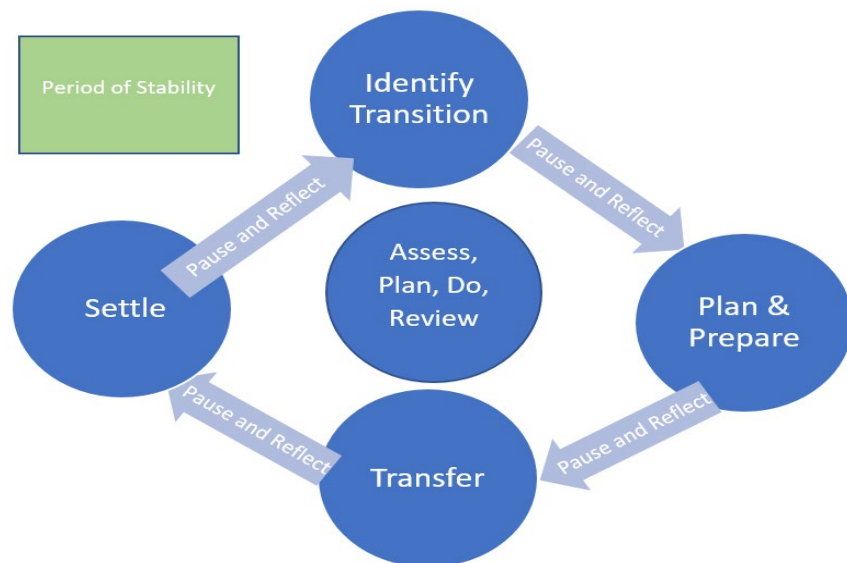 Period of Stability
Identify
Transition
Pause and Reflect
Pause and Reflect
Assess,
Plan, Do,
Review
Settle
Plan &
Prepare
Pause and Reflect
Pause and Reflect
Transfer